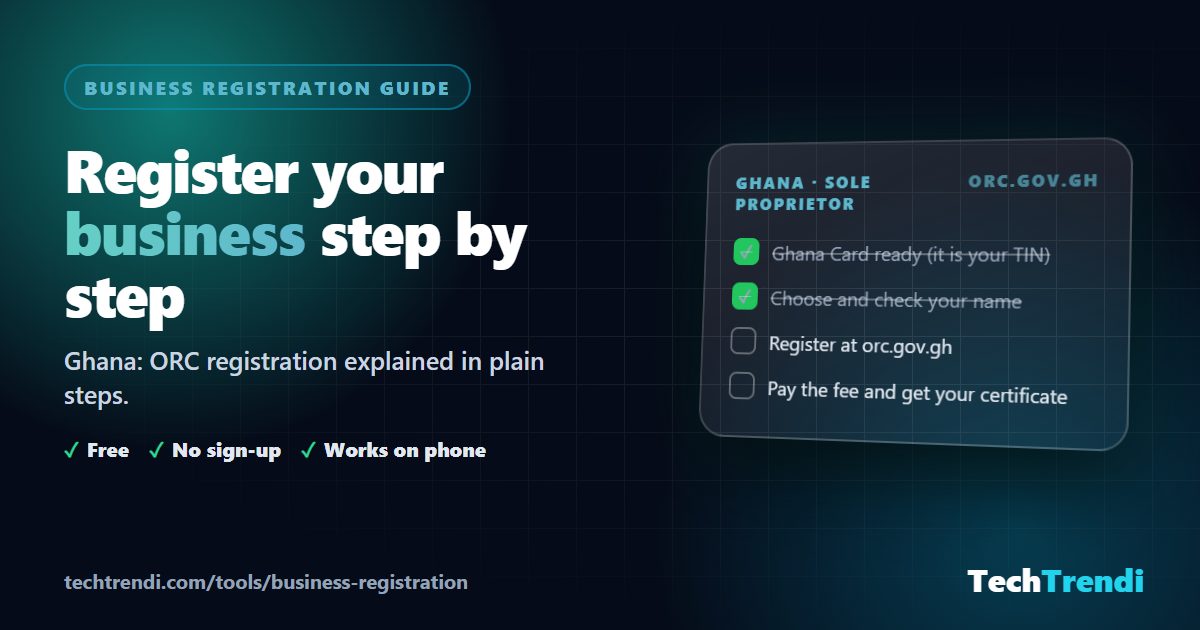 BUSINESS REGISTRATION GUIDE
Register your
business step by
step
Ghana: ORC registration explained in plain
steps.
✓ Free ✓ No sign-up ✓ Works on phone
GHANA · SOLE
PROPRIETOR
ORC.GOV.GH
✓ Ghana Card ready (it is your TIN)
✓ Choose and check your name
Register at orc.gov.gh
Pay the fee and get your certificate
techtrendi.com/tools/business-registration
TechTrendi